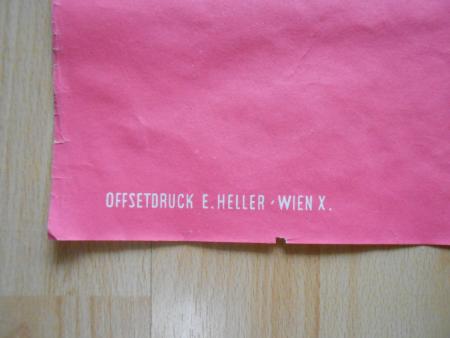 OFFSETDRUCK E. HELLER · WIEN X.